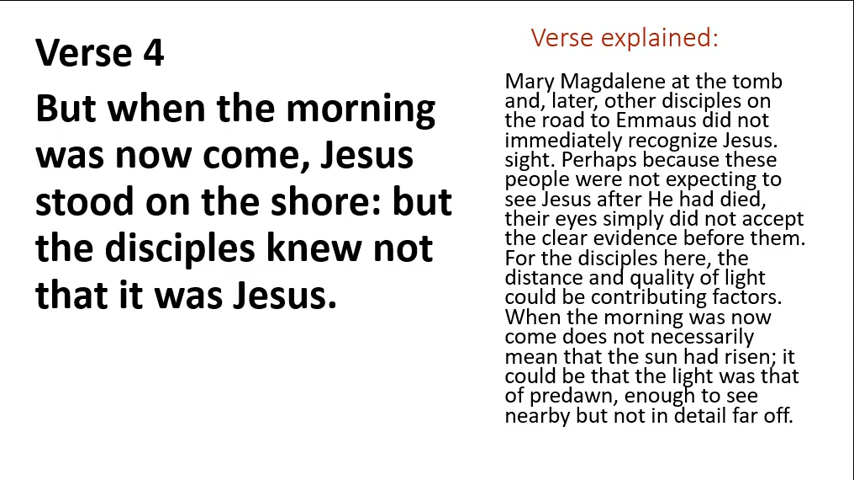 Verse 4
But when the morning
was now come, Jesus
stood on the shore: but
the disciples knew not
that it was Jesus.
Verse explained:
Mary Magdalene at the tomb
and, later, other disciples on
the road to Emmaus did not
immediately recognize Jesus.
sight. Perhaps because these
people were not expecting to
see Jesus after He had died,
their eyes simply did not accept
the clear evidence before them.
For the disciples here, the
distance and quality of light
could be contributing factors.
When the morning was now
come does not necessarily
mean that the sun had risen; it
could be that the light was that
of predawn, enough to see
nearby but not in detail far off.